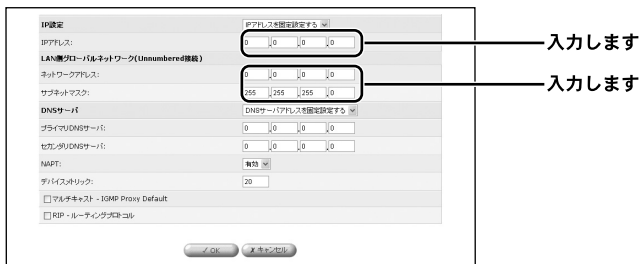 IP設定 IPアドレスを固定設定する
IPアドレス: 0 .0 .0 .0
入力します
LAN側グローバルネットワーク(Unnumbered接続)
ネットワークアドレス: 0 .0 .0 .0
入力します
サブネットマスク: 255 .255 .255 .0
DNSサーバ DNSサーバアドレスを固定設定する
プライマリDNSサーバ: 0 .0 .0 .0
セカンダリDNSサーバ: 0 .0 .0 .0
NAPT: 有効
デバイスメトリック: 20
マルチキャスト - IGMP Proxy Default
RIP - ルーティングプロトコル
✓ OK ✗ キャンセル